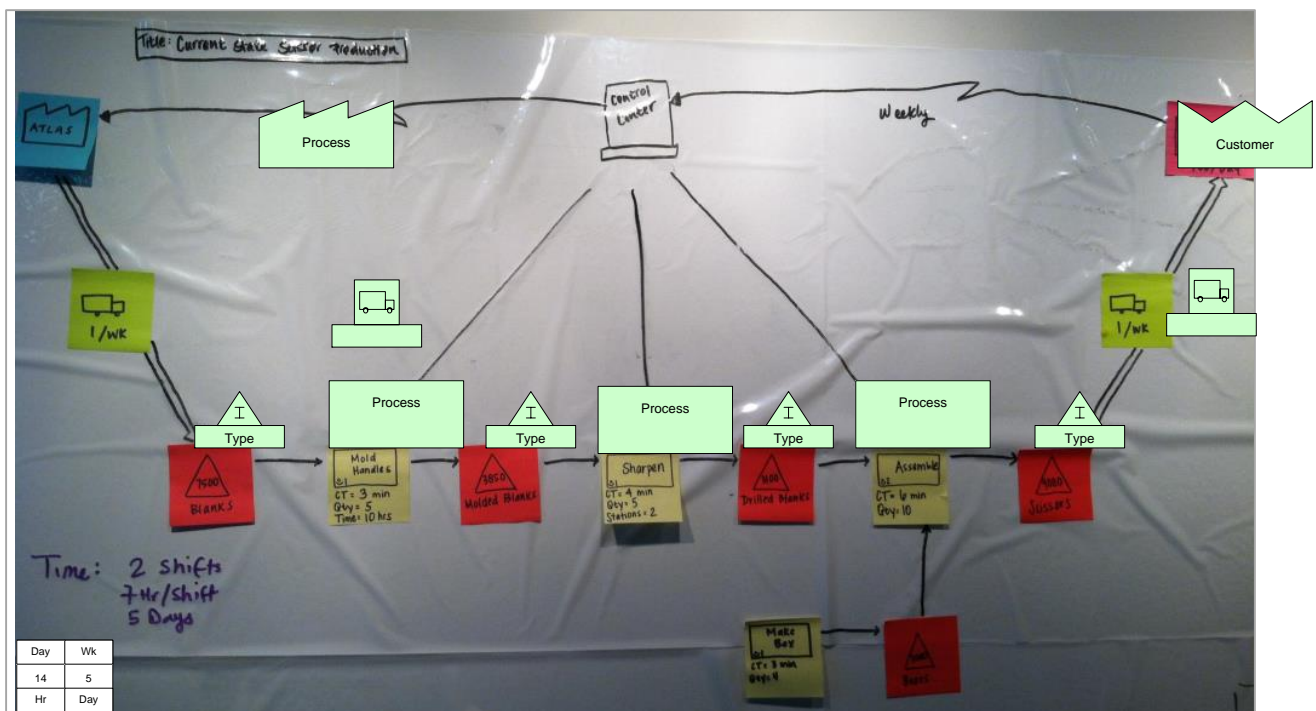 Title: Current State Sensor Production
ATLAS
Process
Control
Center
Weekly
Customer
1/wk
1/wk
I
Type
Process
I
Type
Process
I
Type
Process
I
Type
7500
Blanks
Mold
Handles
CT= 3 min
Qty= 5
Time= 10 hrs
3850
Molded Blanks
Sharpen
CT= 4 min
Qty= 5
Stations= 2
Drilled Blanks
Assemble
CT= 6 min
Qty= 10
Scissors
Time: 2 Shifts
7 Hr/shift
5 Days
Make
Box
CT= 3 min
Qty= 4
Boxes
Day Wk
14 5
Hr Day